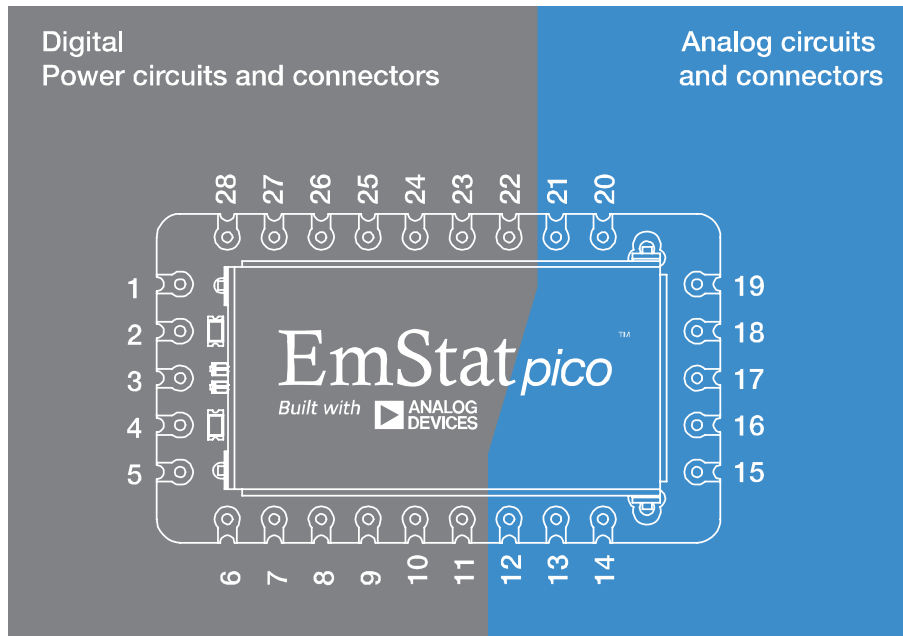 Digital
Power circuits and connectors
Analog circuits
and connectors
28 27 26 25 24 23 22 21 20
1
2
3
4
5
19
18
17
16
15
EmStat pico ™
Built with ANALOG
DEVICES
6 7 8 9 10 11 12 13 14